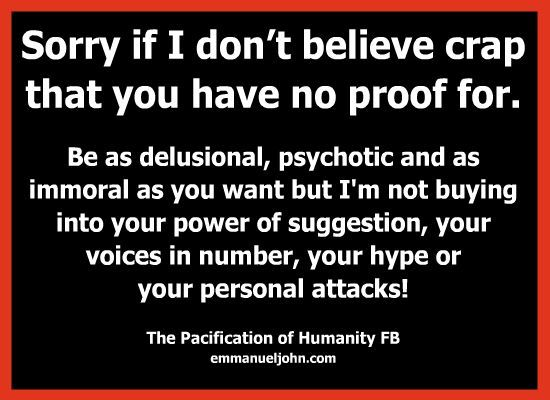 Sorry if I don’t believe crap
that you have no proof for.
Be as delusional, psychotic and as
immoral as you want but I'm not buying
into your power of suggestion, your
voices in number, your hype or
your personal attacks!
The Pacification of Humanity FB
emmanueljohn.com